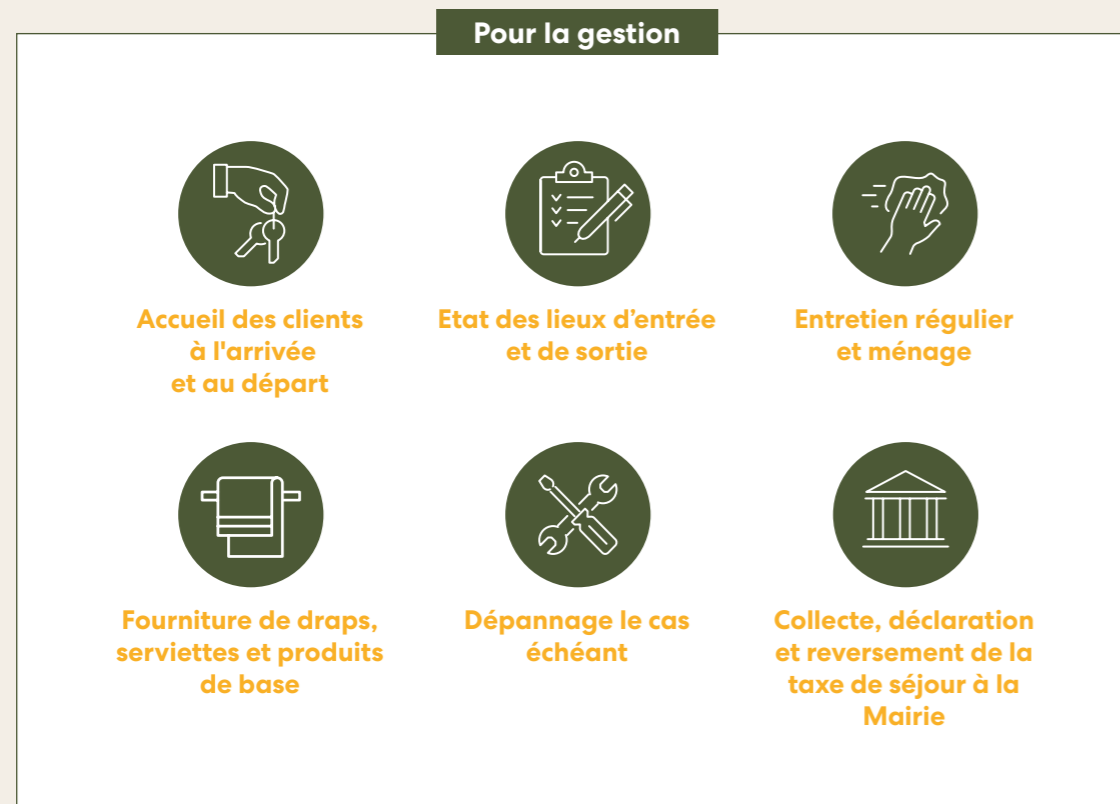 Pour la gestion
Accueil des clients
à l'arrivée
et au départ
Etat des lieux d’entrée
et de sortie
Entretien régulier
et ménage
Fourniture de draps,
serviettes et produits
de base
Dépannage le cas
échéant
Collecte, déclaration
et reversement de la
taxe de séjour à la
Mairie